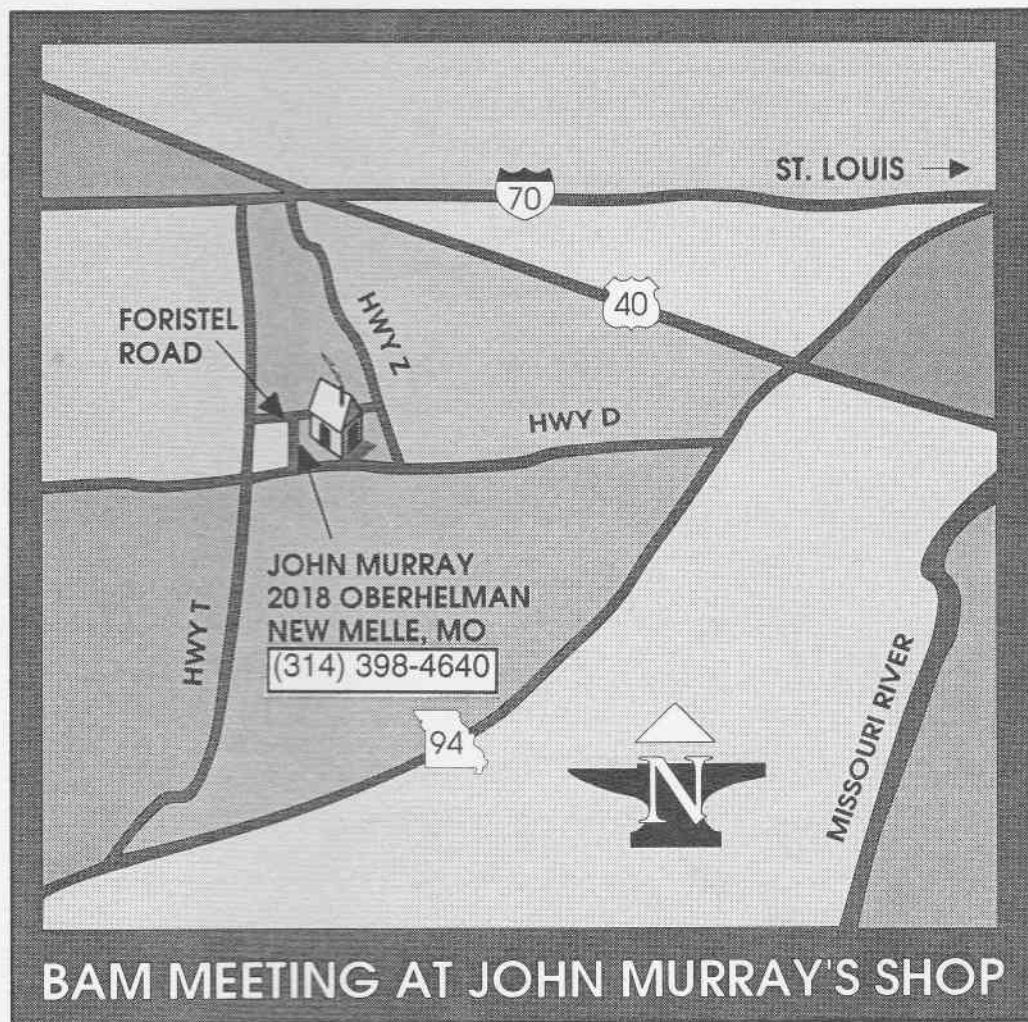 ST. LOUIS
70
40
FORISTEL
ROAD
HWY Z
HWY D
JOHN MURRAY
2018 OBERHELMAN
NEW MELLE, MO
(314) 398-4640
HWY T
94
N
MISSOURI RIVER
BAM MEETING AT JOHN MURRAY'S SHOP